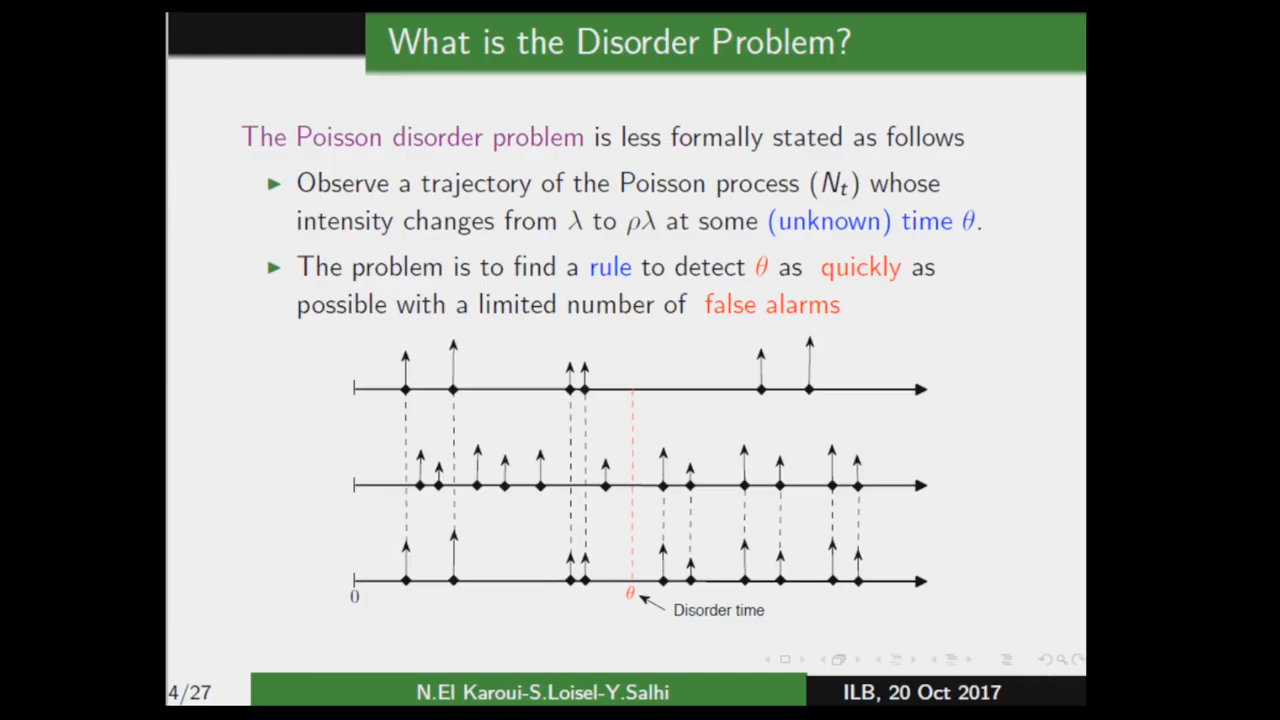 What is the Disorder Problem?
The Poisson disorder problem is less formally stated as follows
Observe a trajectory of the Poisson process (Nₜ) whose
intensity changes from λ to ρλ at some (unknown) time θ.
The problem is to find a rule to detect θ as quickly as
possible with a limited number of false alarms
0
θ
Disorder time
4/27
N.El Karoui-S.Loisel-Y.Salhi
ILB, 20 Oct 2017